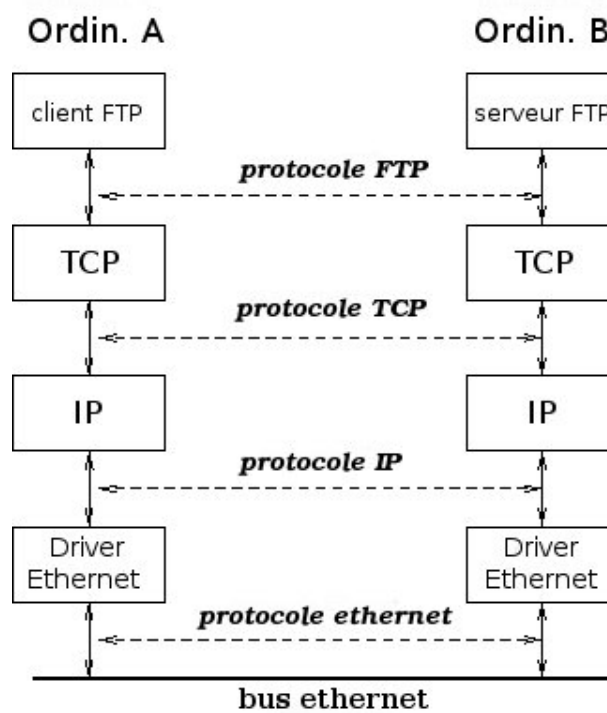 Ordin. A
Ordin. B
client FTP
serveur FTP
protocole FTP
TCP
TCP
protocole TCP
IP
IP
protocole IP
Driver
Ethernet
Driver
Ethernet
protocole ethernet
bus ethernet